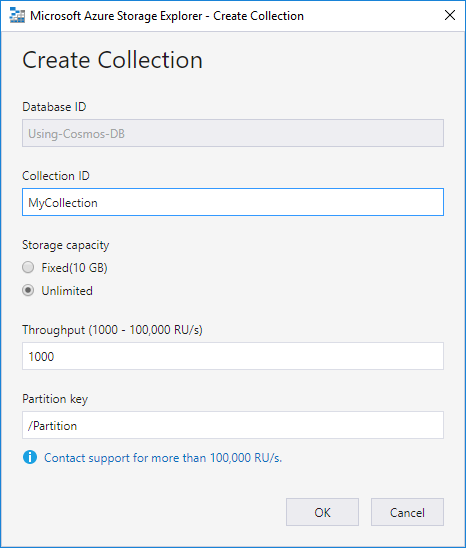 Microsoft Azure Storage Explorer - Create Collection
Create Collection
Database ID
Using-Cosmos-DB
Collection ID
MyCollection
Storage capacity
Fixed(10 GB)
Unlimited
Throughput (1000 - 100,000 RU/s)
1000
Partition key
/Partition
Contact support for more than 100,000 RU/s.
OK Cancel